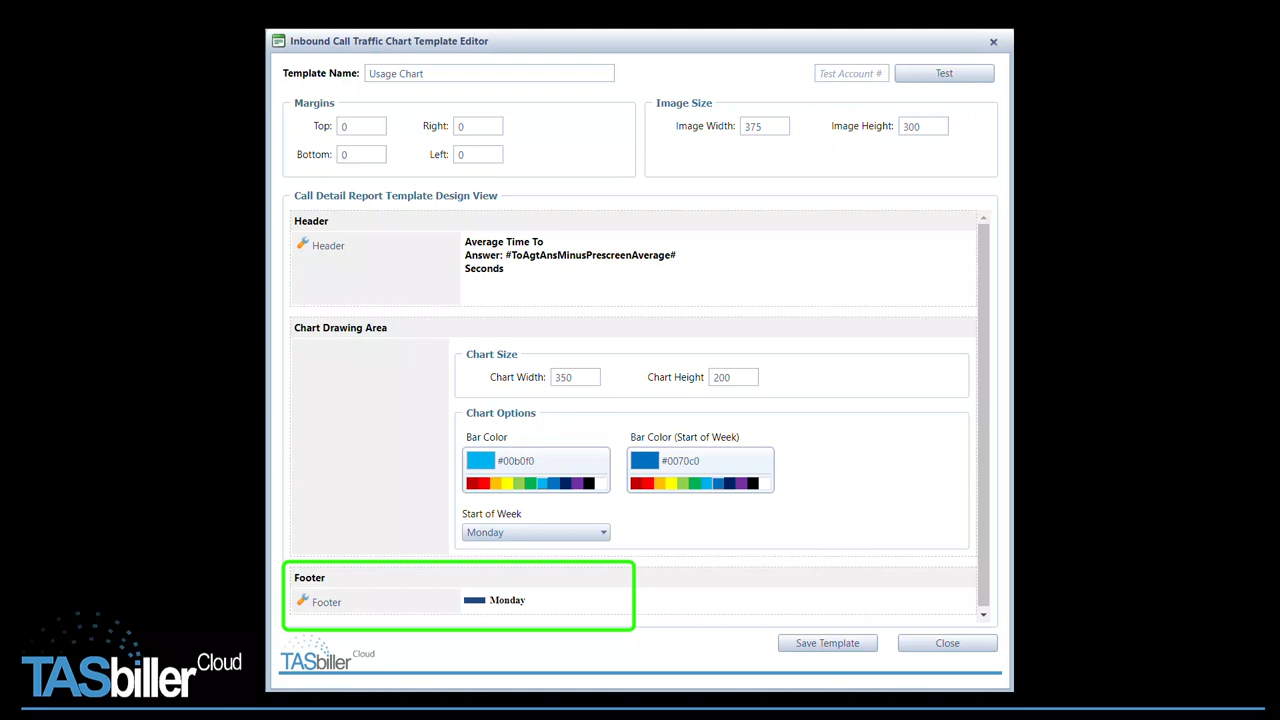 Inbound Call Traffic Chart Template Editor
Template Name: Usage Chart Test Account # Test
Margins Image Size
Top: 0 Right: 0 Image Width: 375 Image Height: 300
Bottom: 0 Left: 0
Call Detail Report Template Design View
Header
Header Average Time To
Answer: #ToAgtAnsMinusPrescreenAverage#
Seconds
Chart Drawing Area
Chart Size
Chart Width: 350 Chart Height 200
Chart Options
Bar Color Bar Color (Start of Week)
#00b0f0 #0070c0
Start of Week
Monday
Footer
Footer Monday
Save Template Close
TASbiller Cloud
TASbiller Cloud